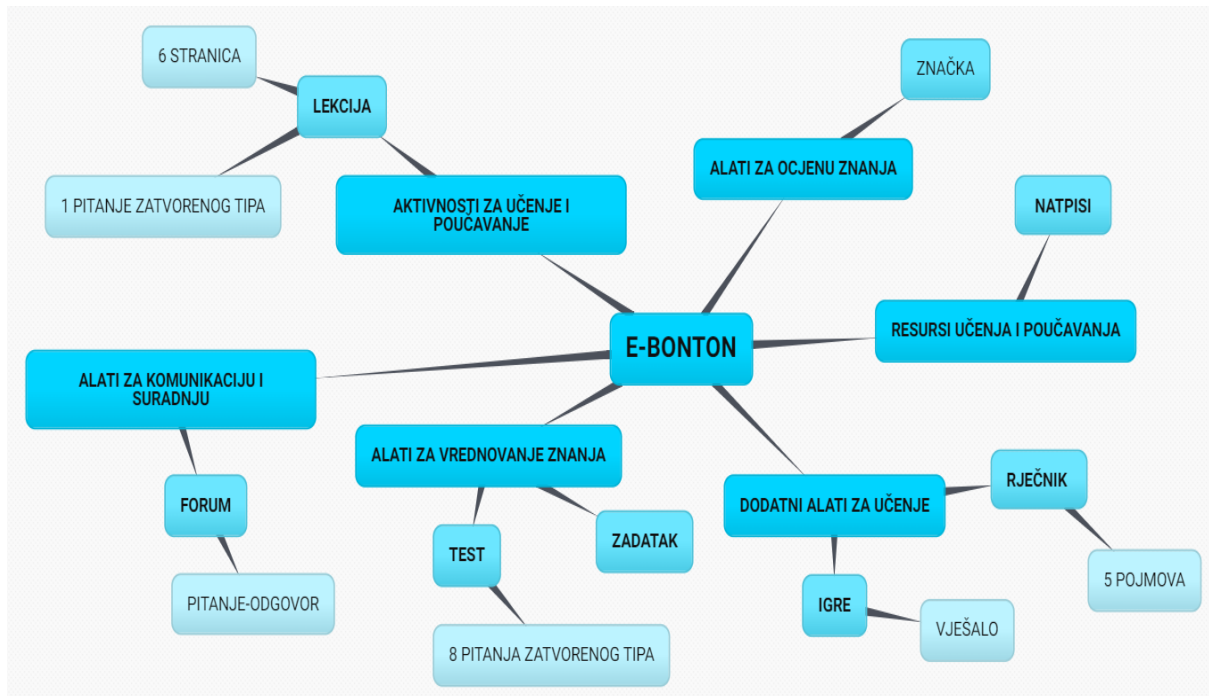 6 STRANICA
LEKCIJA
1 PITANJE ZATVORENOG TIPA
AKTIVNOSTI ZA UČENJE I
POUČAVANJE
ZNAČKA
ALATI ZA OCJENU ZNANJA
NATPISI
RESURSI UČENJA I POUČAVANJA
E-BONTON
ALATI ZA KOMUNIKACIJU I
SURADNJU
FORUM
PITANJE-ODGOVOR
ALATI ZA VREDNOVANJE ZNANJA
TEST
ZADATAK
8 PITANJA ZATVORENOG TIPA
DODATNI ALATI ZA UČENJE
RJEČNIK
5 POJMOVA
IGRE
VJEŠALO